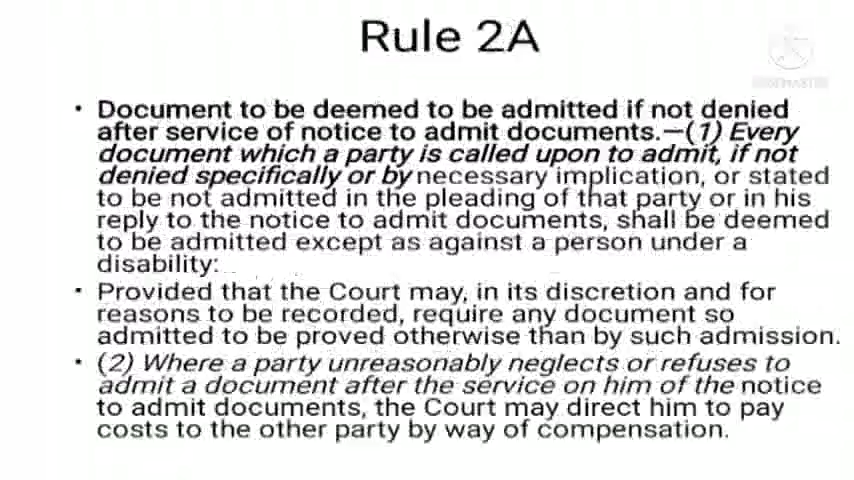 Rule 2A
• Document to be deemed to be admitted if not denied
after service of notice to admit documents.—(1) Every
document which a party is called upon to admit, if not
denied specifically or by necessary implication, or stated
to be not admitted in the pleading of that party or in his
reply to the notice to admit documents, shall be deemed
to be admitted except as against a person under a
disability:
• Provided that the Court may, in its discretion and for
reasons to be recorded, require any document so
admitted to be proved otherwise than by such admission.
• (2) Where a party unreasonably neglects or refuses to
admit a document after the service on him of the notice
to admit documents, the Court may direct him to pay
costs to the other party by way of compensation.